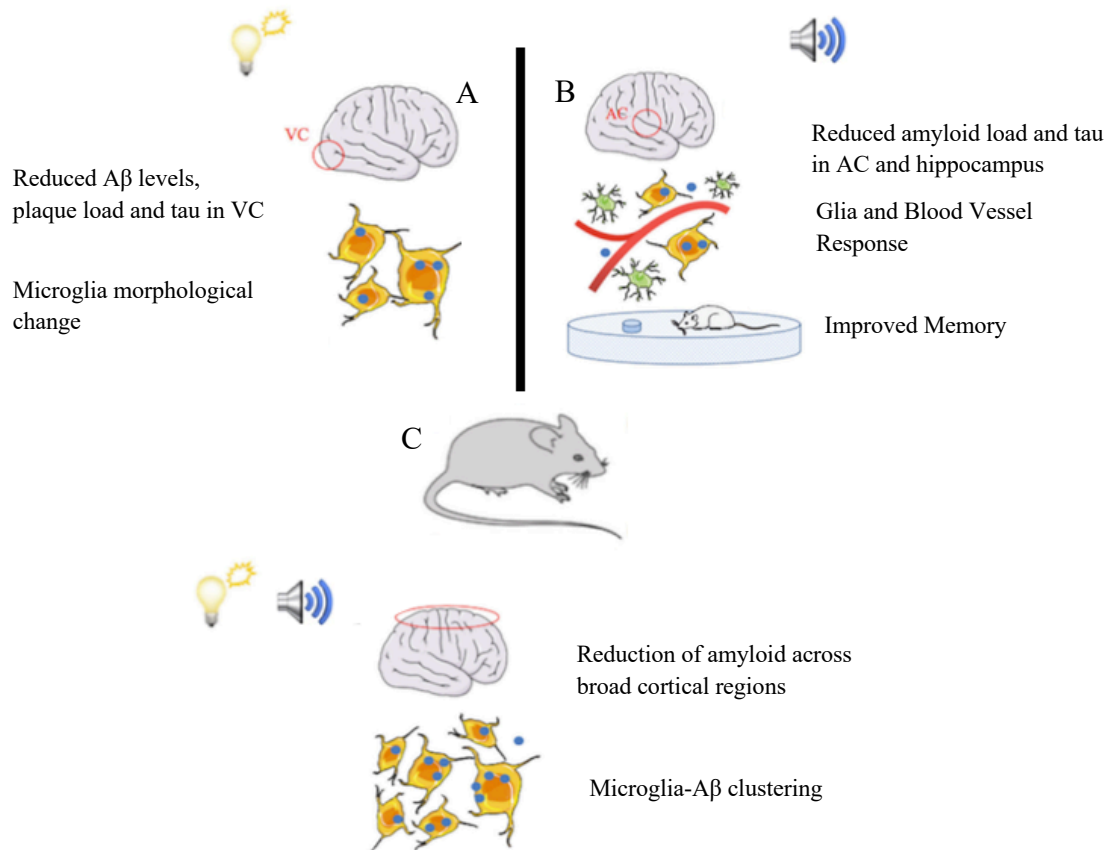 A
VC
Reduced Aβ levels,
plaque load and tau in VC
Microglia morphological
change
B
AC
Reduced amyloid load and tau
in AC and hippocampus
Glia and Blood Vessel
Response
Improved Memory
C
Reduction of amyloid across
broad cortical regions
Microglia-Aβ clustering